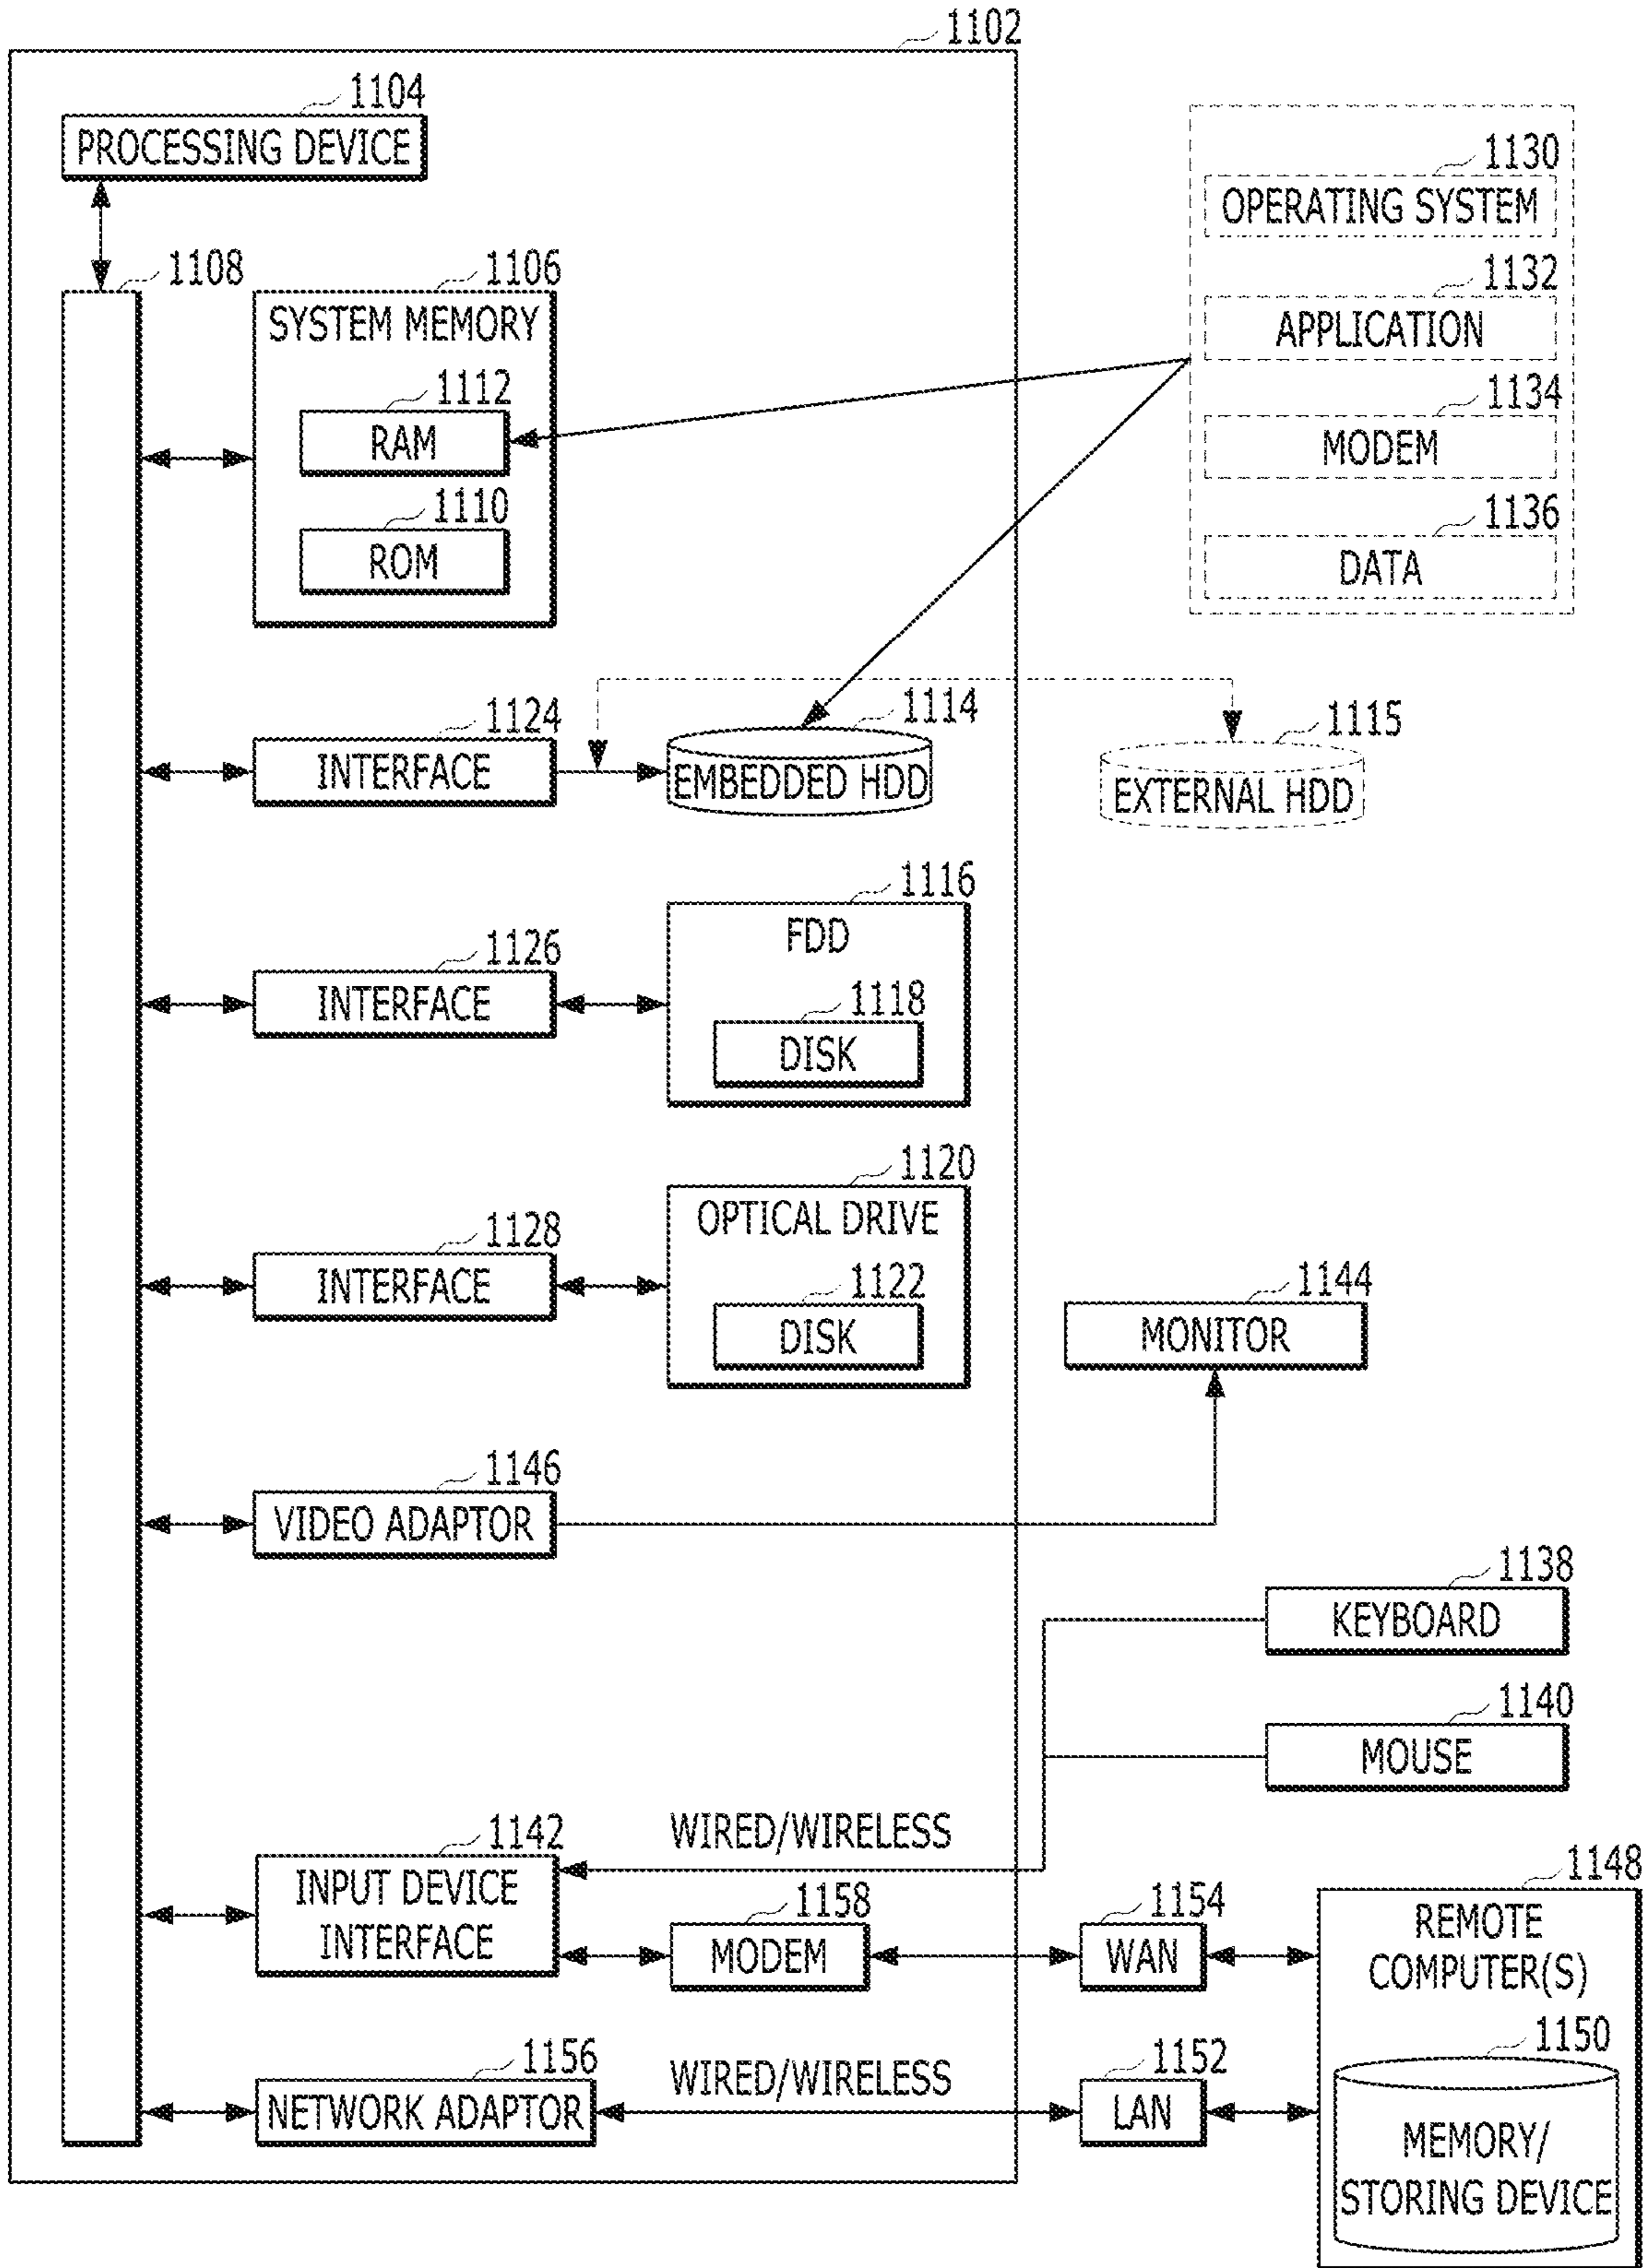 1102
1104
PROCESSING DEVICE
1108
1106
SYSTEM MEMORY
1112
RAM
1110
ROM
1130
OPERATING SYSTEM
1132
APPLICATION
1134
MODEM
1136
DATA
1124
INTERFACE
1114
EMBEDDED HDD
1115
EXTERNAL HDD
1116
FDD
1126
INTERFACE
1118
DISK
1120
OPTICAL DRIVE
1128
INTERFACE
1122
DISK
1144
MONITOR
1146
VIDEO ADAPTOR
1138
KEYBOARD
1140
MOUSE
1142
INPUT DEVICE
INTERFACE
WIRED/WIRELESS
1158
MODEM
1154
WAN
1148
REMOTE
COMPUTER(S)
1156
NETWORK ADAPTOR
WIRED/WIRELESS
1152
LAN
1150
MEMORY/
STORING DEVICE